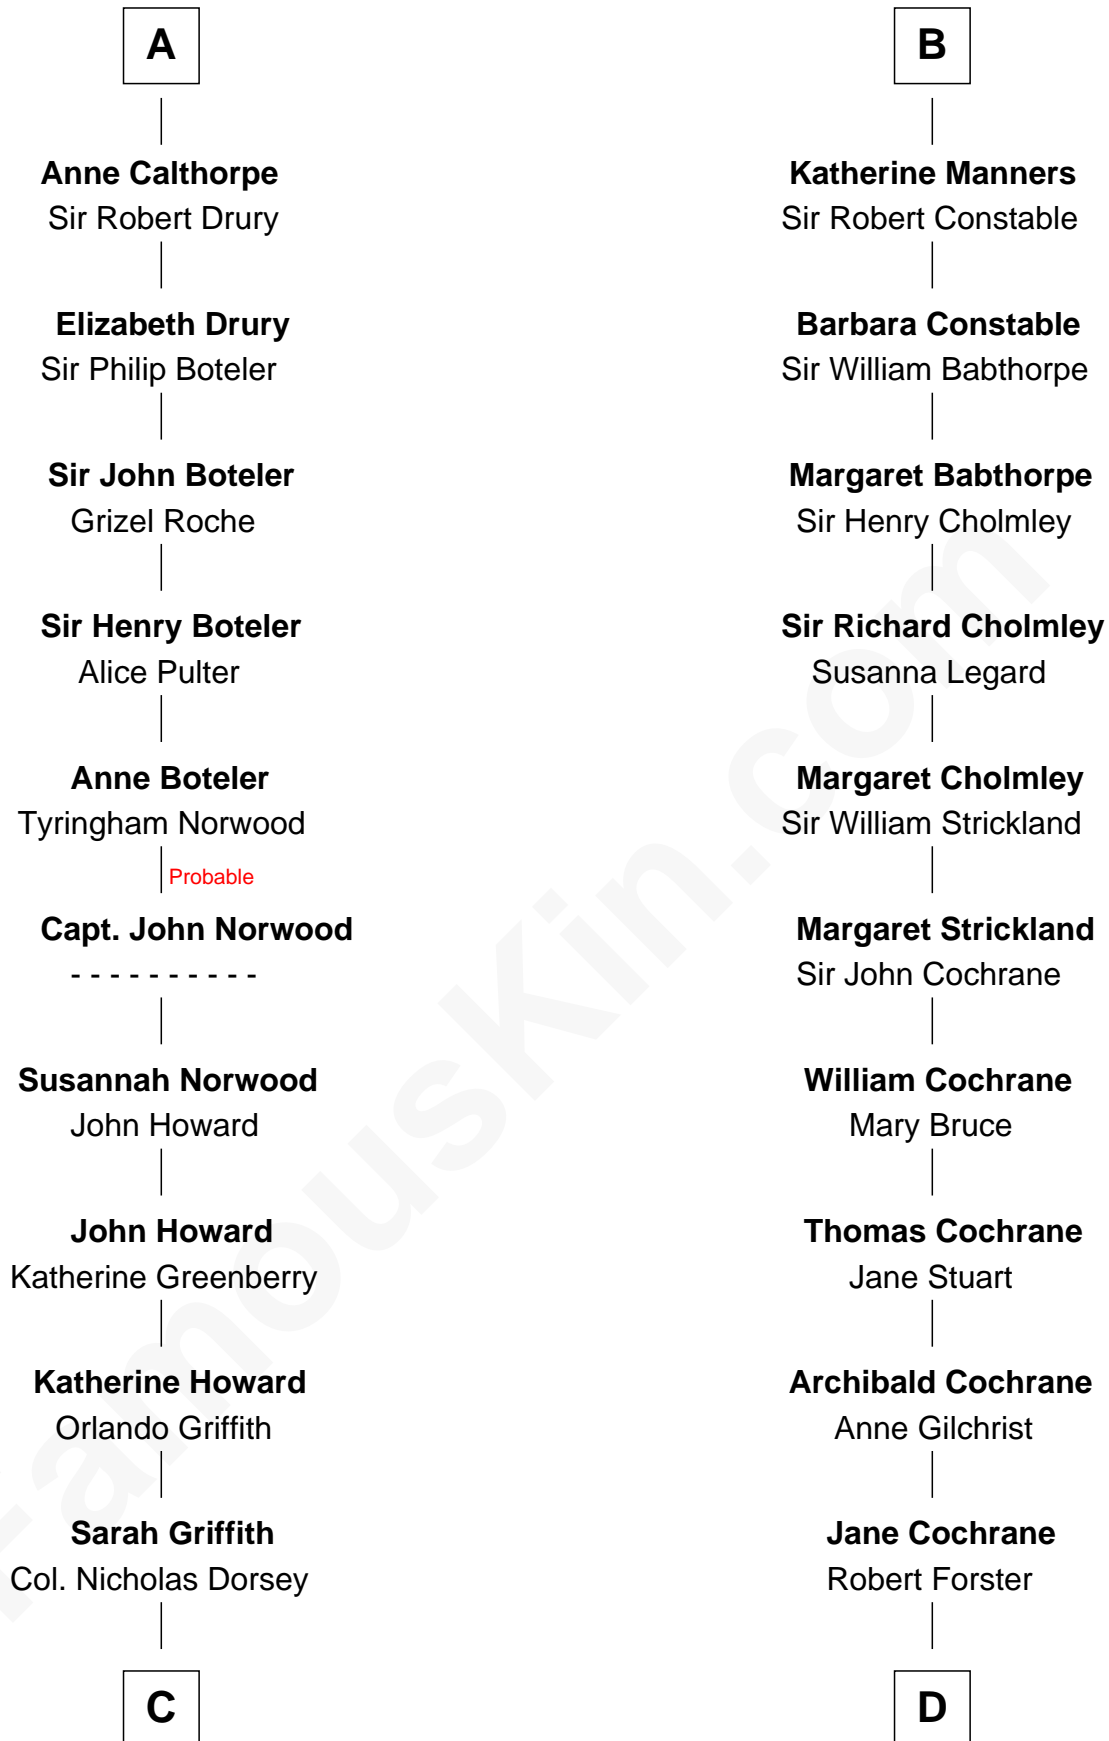 A
Anne Calthorpe
Sir Robert Drury
Elizabeth Drury
Sir Philip Boteler
Sir John Boteler
Grizel Roche
Sir Henry Boteler
Alice Pulter
Anne Boteler
Tyringham Norwood
Probable
Capt. John Norwood
- - - - - - - - - -
Susannah Norwood
John Howard
John Howard
Katherine Greenberry
Katherine Howard
Orlando Griffith
Sarah Griffith
Col. Nicholas Dorsey
C
B
Katherine Manners
Sir Robert Constable
Barbara Constable
Sir William Babthorpe
Margaret Babthorpe
Sir Henry Cholmley
Sir Richard Cholmley
Susanna Legard
Margaret Cholmley
Sir William Strickland
Margaret Strickland
Sir John Cochrane
William Cochrane
Mary Bruce
Thomas Cochrane
Jane Stuart
Archibald Cochrane
Anne Gilchrist
Jane Cochrane
Robert Forster
D
FamousKin.com